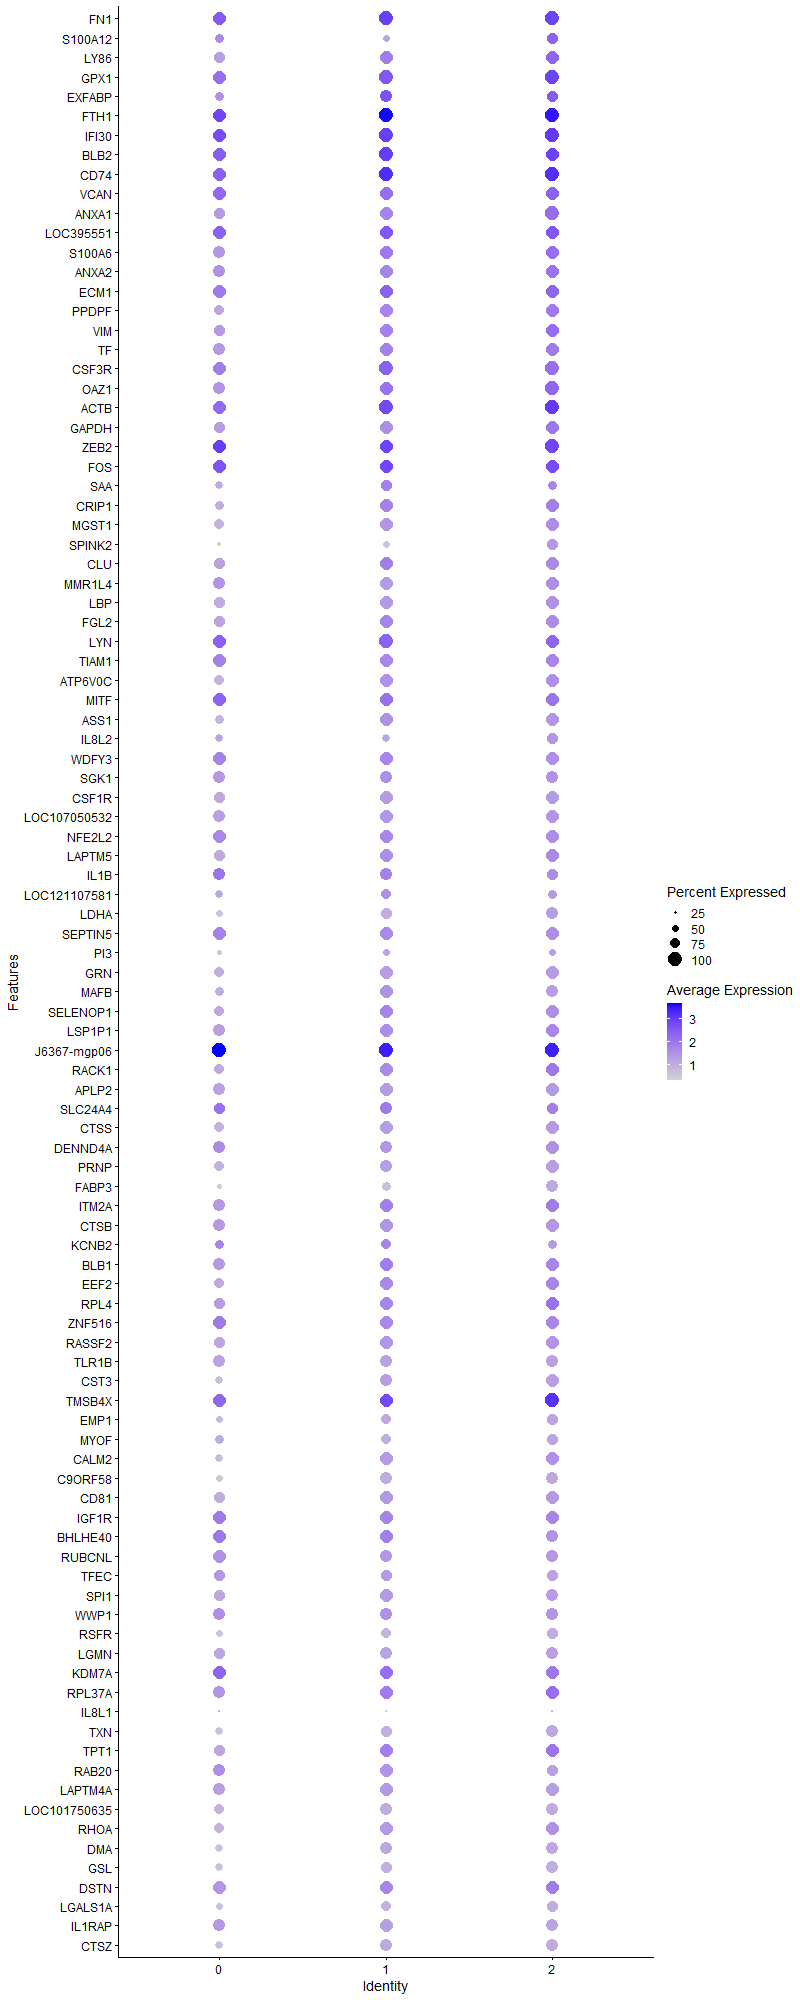 FN1
S100A12
LY86
GPX1
EXFABP
FTH1
IFI30
BLB2
CD74
VCAN
ANXA1
LOC395551
S100A6
ANXA2
ECM1
PPDPF
VIM
TF
CSF3R
OAZ1
ACTB
GAPDH
ZEB2
FOS
SAA
CRIP1
MGST1
SPINK2
CLU
MMR1L4
LBP
FGL2
LYN
TIAM1
ATP6V0C
MITF
ASS1
IL8L2
WDFY3
SGK1
CSF1R
LOC107050532
NFE2L2
LAPTM5
IL1B
LOC121107581
LDHA
SEPTIN5
PI3
GRN
MAFB
SELENOP1
LSP1P1
J6367-mgp06
RACK1
APLP2
SLC24A4
CTSS
DENND4A
PRNP
FABP3
ITM2A
CTSB
KCNB2
BLB1
EEF2
RPL4
ZNF516
RASSF2
TLR1B
CST3
TMSB4X
EMP1
MYOF
CALM2
C9ORF58
CD81
IGF1R
BHLHE40
RUBCNL
TFEC
SPI1
WWP1
RSFR
LGMN
KDM7A
RPL37A
IL8L1
TXN
TPT1
RAB20
LAPTM4A
LOC101750635
RHOA
DMA
GSL
DSTN
LGALS1A
IL1RAP
CTSZ
Features
0 1 2
Identity
Percent Expressed
25
50
75
100
Average Expression
3
2
1